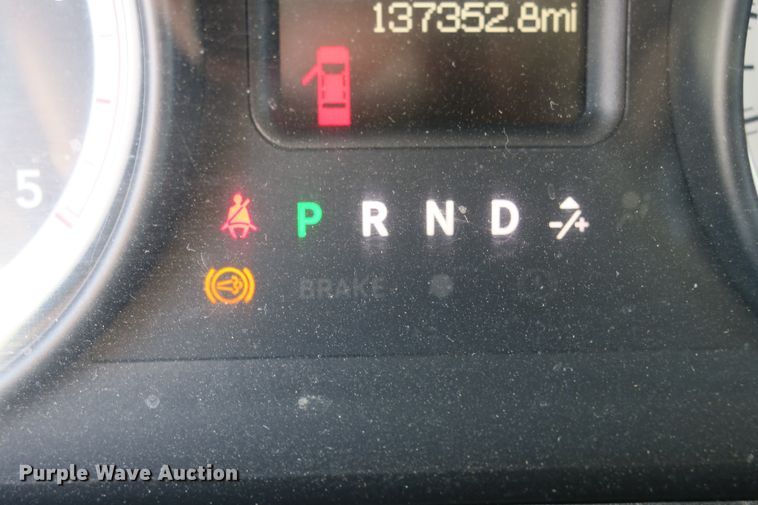 137352.8mi
5
P R N D -/+
BRAKE
Purple Wave Auction